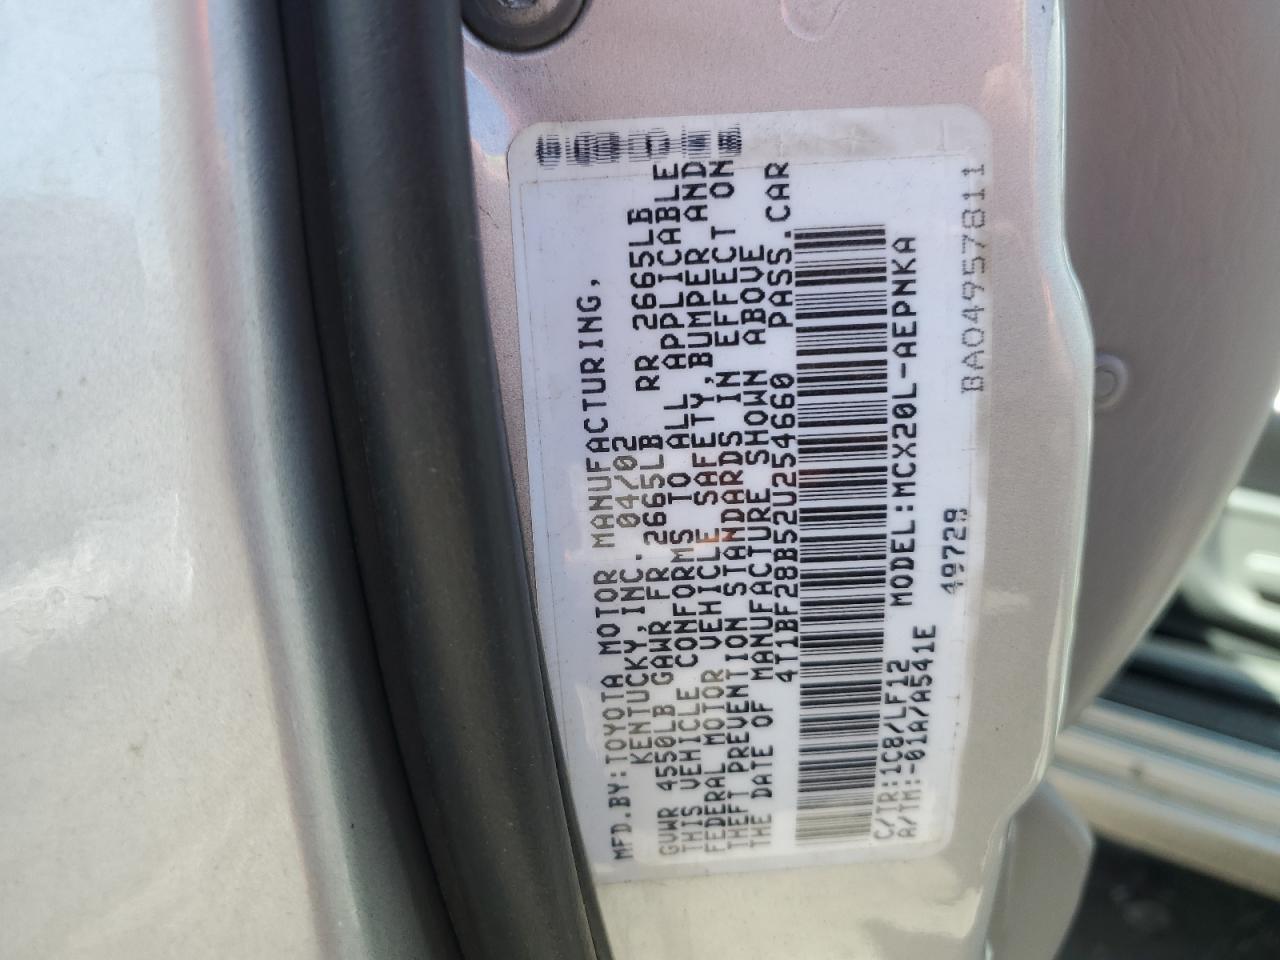 MFD.BY:TOYOTA MOTOR MANUFACTURING,
KENTUCKY,INC. 04/02
GVWR 4550LB GAWR FR 2665LB RR 2665LB
THIS VEHICLE CONFORMS TO ALL APPLICABLE
FEDERAL MOTOR VEHICLE SAFETY,BUMPER AND
THEFT PREVENTION STANDARDS IN EFFECT ON
THE DATE OF MANUFACTURE SHOWN ABOVE
4T1BF28B52U254660 PASS.CAR
C/TR:1C8/LF12 MODEL:MCX20L-AEPNKA
A/TM:-01A/A541E
49729
BA04957811